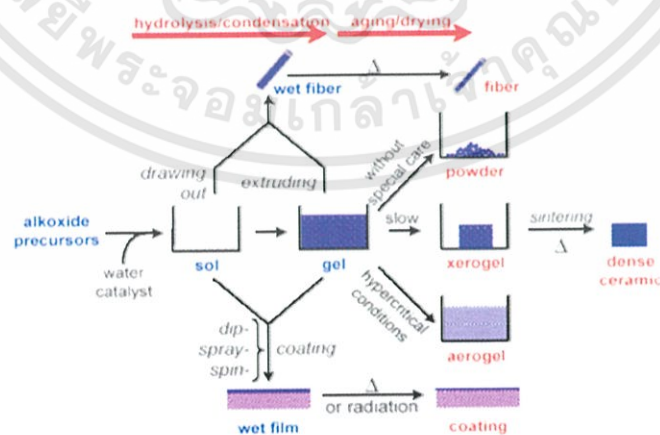 hydrolysis/condensation aging/drying
wet fiber
fiber
drawing
out
extruding
without
special care
powder
alkoxide
precursors
water
catalyst
sol
gel
slow
xerogel
sintering
Δ
dense
ceramic
hypercritical
conditions
aerogel
dip-
spray-
spin-
coating
wet film
Δ
or radiation
coating